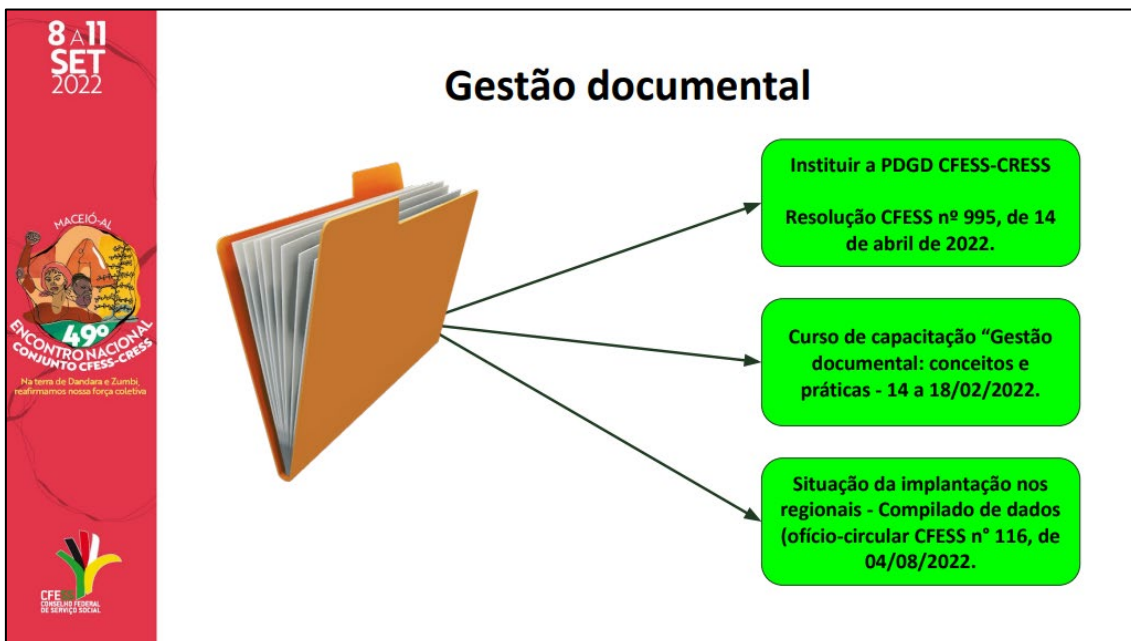 8 A 11
SET
2022
MACEIÓ-AL
49º
ENCONTRO NACIONAL
CONJUNTO CFESS-CRESS
Na terra de Dandara e Zumbi,
reafirmamos nossa força coletiva
CFE
CONSELHO FEDERAL
DE SERVIÇO SOCIAL
Gestão documental
Instituir a PDGD CFESS-CRESS
Resolução CFESS nº 995, de 14
de abril de 2022.
Curso de capacitação “Gestão
documental: conceitos e
práticas - 14 a 18/02/2022.
Situação da implantação nos
regionais - Compilado de dados
(ofício-circular CFESS n° 116, de
04/08/2022.